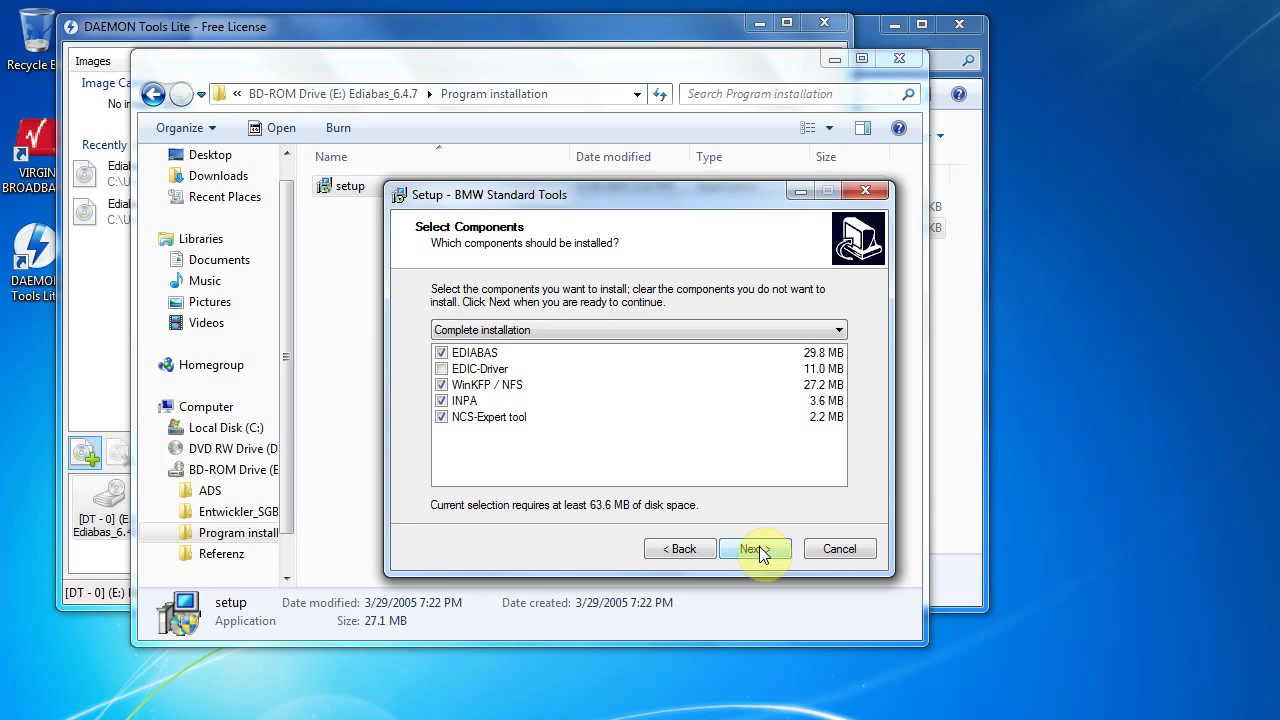 Recycle B
DAEMON Tools Lite - Free License
Images
Image Ca
No in
Recently
Edia
C:\U
Edia
C:\U
VIRGIN
BROADBA
DAEMON
Tools Lit
BD-ROM Drive (E:) Ediabas_6.4.7
Program installation
Search Program installation
Organize
Open
Burn
Desktop
Downloads
Recent Places
Libraries
Documents
Music
Pictures
Videos
Homegroup
Computer
Local Disk (C:)
DVD RW Drive (D
BD-ROM Drive (E
ADS
Entwickler_SGB
Program install
Referenz
Name
Date modified
Type
Size
setup
KB
KB
Setup - BMW Standard Tools
Select Components
Which components should be installed?
Select the components you want to install; clear the components you do not want to
install. Click Next when you are ready to continue.
Complete installation
EDIABAS 29.8 MB
EDIC-Driver 11.0 MB
WinKFP / NFS 27.2 MB
INPA 3.6 MB
NCS-Expert tool 2.2 MB
Current selection requires at least 63.6 MB of disk space.
< Back
Next >
Cancel
[DT - 0] (E
Ediabas_6.4
[DT - 0] (E:) E
setup
Application
Date modified: 3/29/2005 7:22 PM
Date created: 3/29/2005 7:22 PM
Size: 27.1 MB